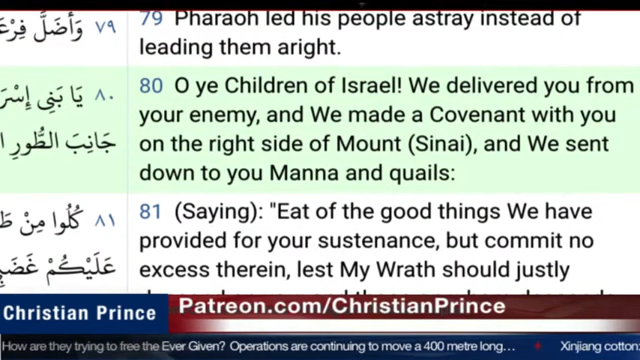 79 Pharaoh led his people astray instead of
leading them aright.
وَأَضَلَّ فِرْعَ ٧٩
80 O ye Children of Israel! We delivered you from
your enemy, and We made a Covenant with you
on the right side of Mount (Sinai), and We sent
down to you Manna and quails:
يَا بَنِي إِسْرَ ٨٠
جَانِبَ الطُّورِ
81 (Saying): "Eat of the good things We have
provided for your sustenance, but commit no
excess therein, lest My Wrath should justly
كُلُوا مِنْ طَ ٨١
عَلَيْكُمْ غَضَبِي
Christian Prince
Patreon.com/ChristianPrince
How are they trying to free the Ever Given? Operations are continuing to move a 400 metre long…
Xinjiang cotton: